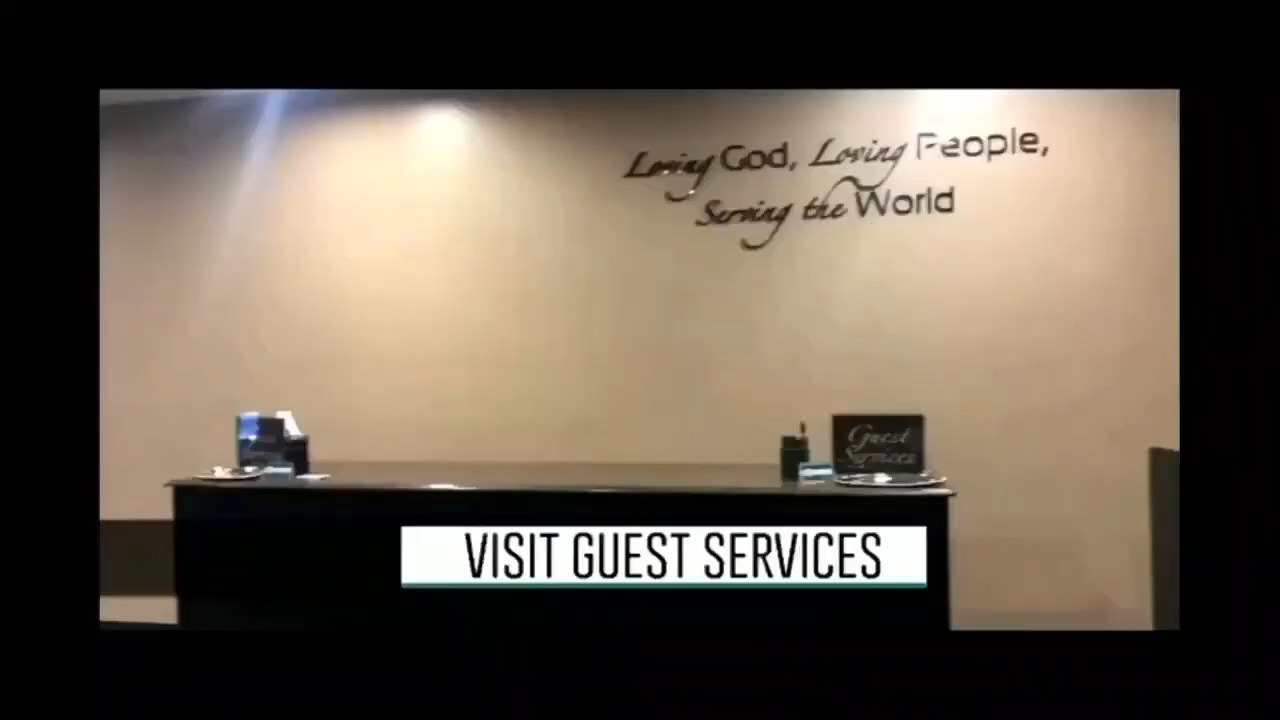 Loving God, Loving People,
Serving the World
Guest
Services
VISIT GUEST SERVICES